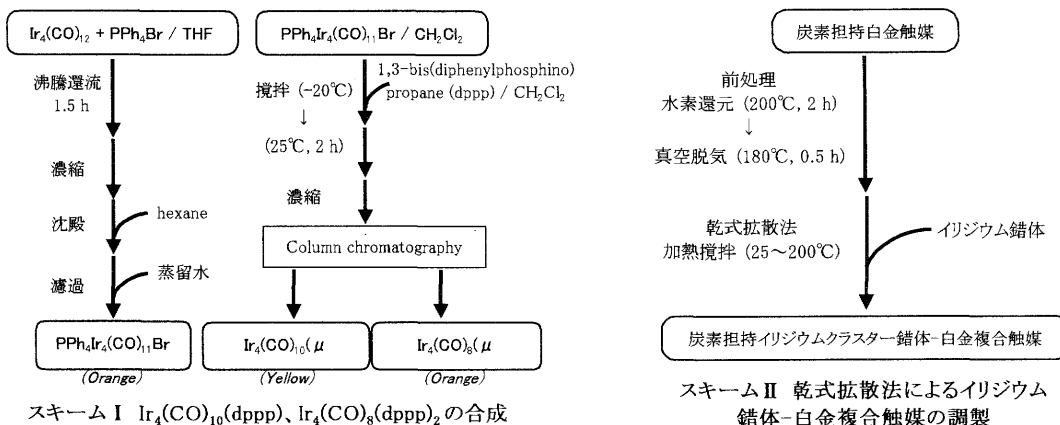 Ir₄(CO)₁₂ + PPh₄Br / THF
沸騰還流
1.5 h
濃縮
沈殿
hexane
濾過
蒸留水
PPh₄Ir₄(CO)₁₁Br
(Orange)
PPh₄Ir₄(CO)₁₁Br / CH₂Cl₂
1,3-bis(diphenylphosphino)
propane (dppp) / CH₂Cl₂
撹拌 (-20℃)
↓
(25℃, 2 h)
濃縮
Column chromatography
Ir₄(CO)₁₀(μ
(Yellow)
Ir₄(CO)₈(μ
(Orange)
スキームⅠ Ir₄(CO)₁₀(dppp)、Ir₄(CO)₈(dppp)₂の合成
炭素担持白金触媒
前処理
水素還元 (200℃, 2 h)
↓
真空脱気 (180℃, 0.5 h)
乾式拡散法
加熱撹拌 (25〜200℃)
イリジウム錯体
炭素担持イリジウムクラスター錯体-白金複合触媒
スキームⅡ 乾式拡散法によるイリジウム
錯体-白金複合触媒の調製